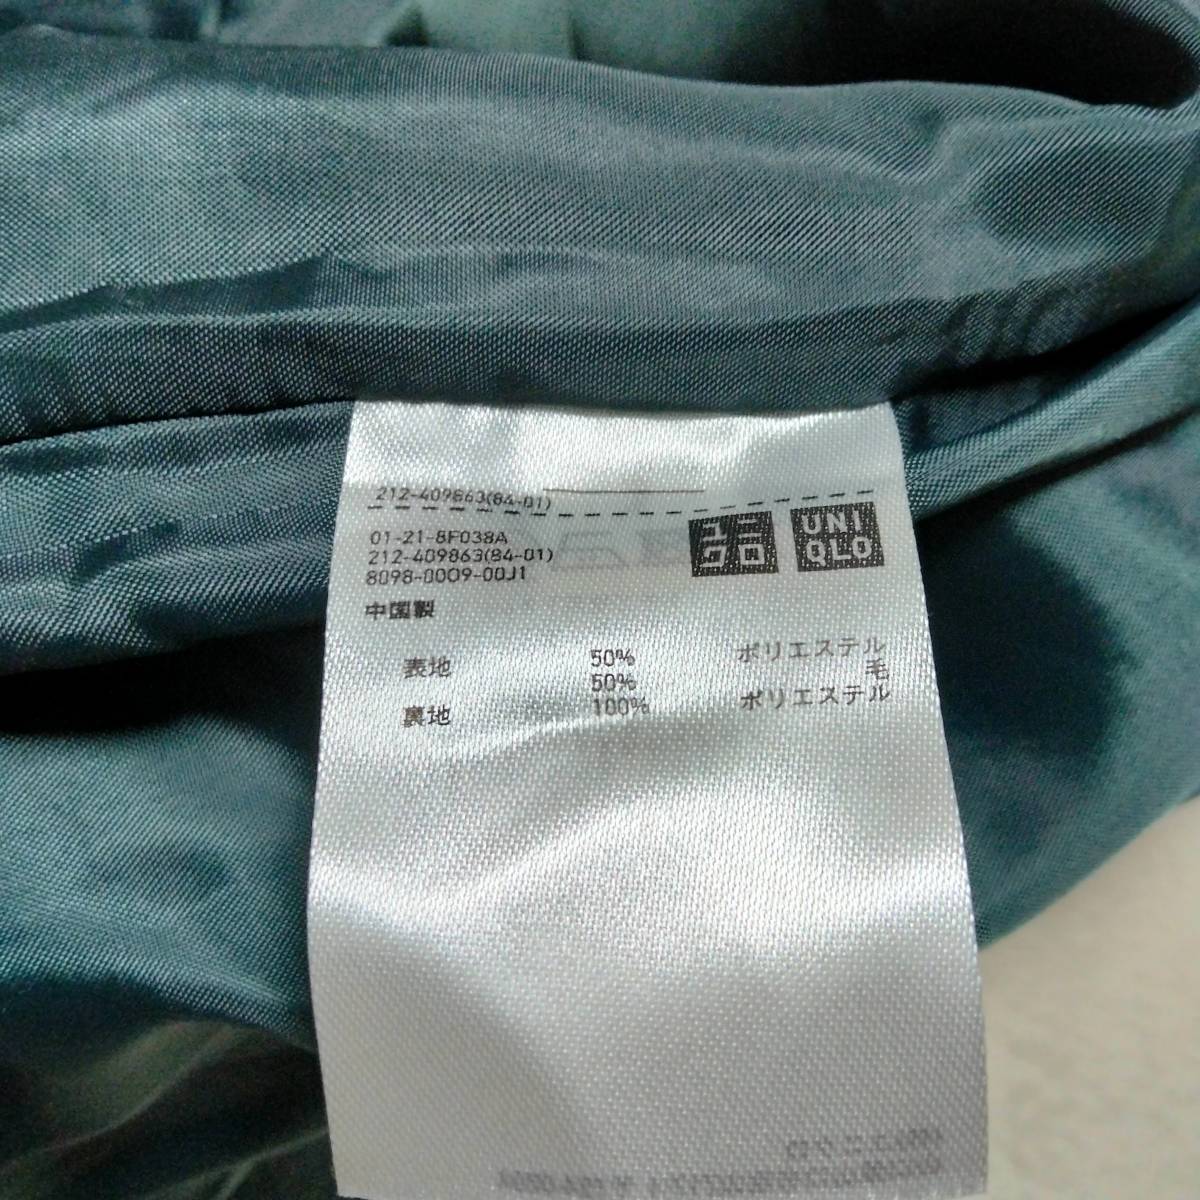 212-409863(84-01)
01-21-8F038A
212-409863(84-01)
8098-0009-00J1
中国製
ユニ
クロ
UNI
QLO
表地 50% ポリエステル
50% 毛
裏地 100% ポリエステル